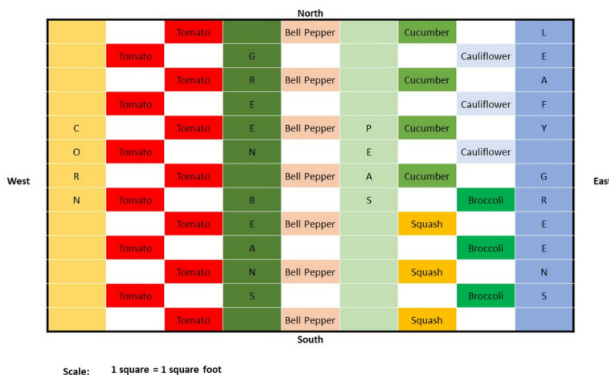 North
Tomato Bell Pepper Cucumber L
Tomato G Cauliflower E
Tomato R Bell Pepper Cucumber A
Tomato E Cauliflower F
C Tomato E Bell Pepper P Cucumber Y
O Tomato N E Cauliflower
West R Tomato Bell Pepper A Cucumber G East
N Tomato B S Broccoli R
Tomato E Bell Pepper Squash E
Tomato A Broccoli E
Tomato N Bell Pepper Squash N
Tomato S Broccoli S
Tomato Bell Pepper Squash
South
Scale: 1 square = 1 square foot